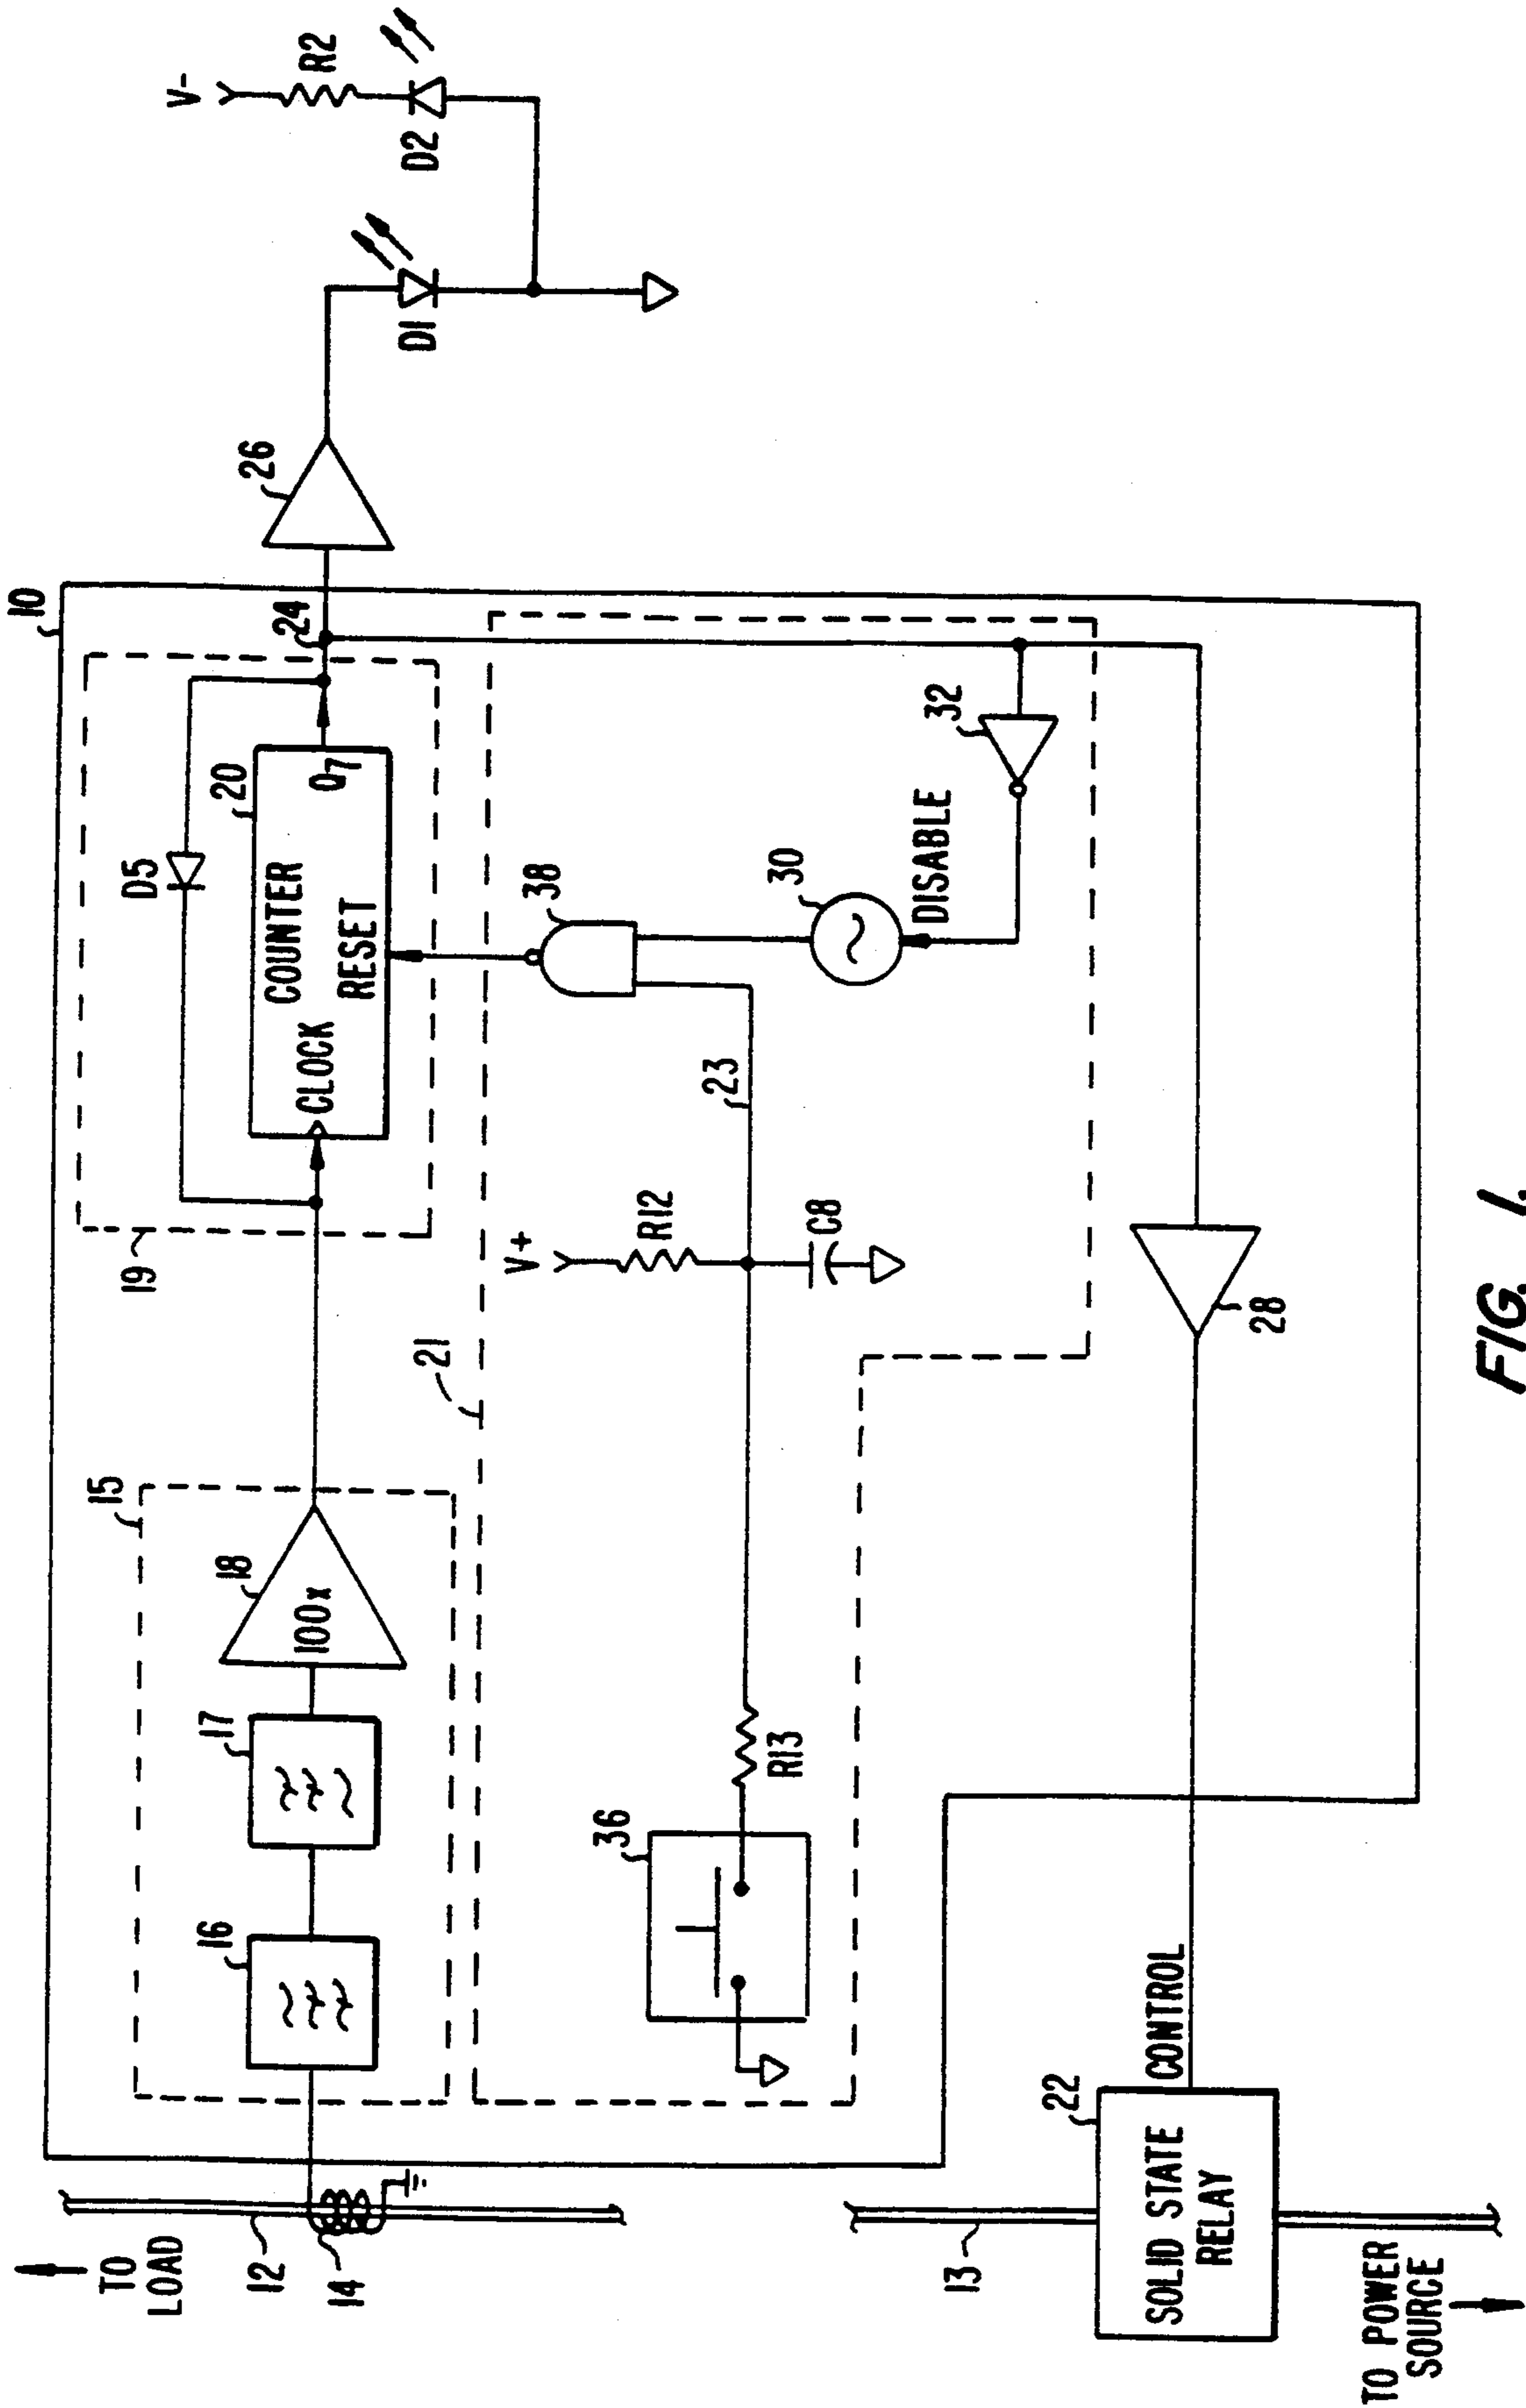 10
TO
LOAD
12
14
15
16
17
18
100x
19
D5
20
COUNTER
CLOCK
RESET
Q7
24
26
D1
D2
R2
V-
21
36
R13
V+
R12
C8
23
38
30
DISABLE
32
28
CONTROL
22
SOLID STATE
RELAY
13
TO POWER
SOURCE
FIG. 1.